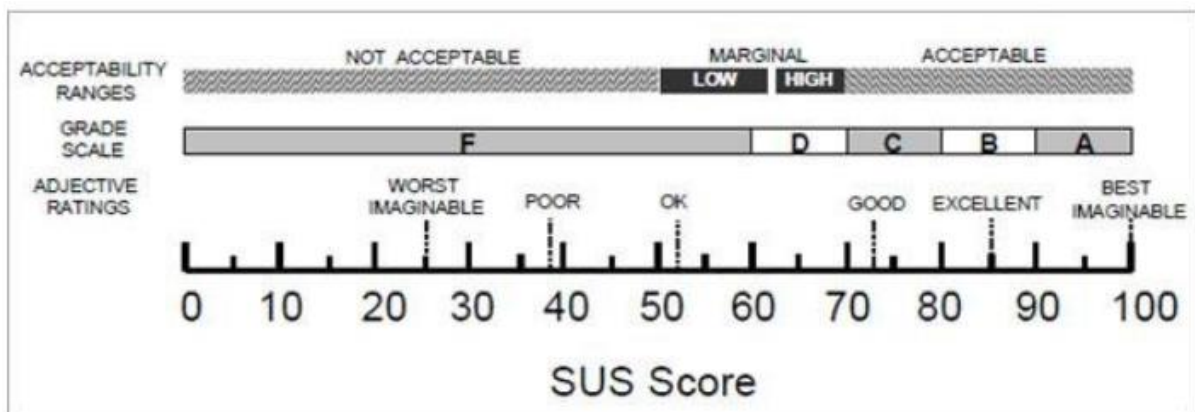 NOT ACCEPTABLE MARGINAL ACCEPTABLE
ACCEPTABILITY
RANGES
LOW HIGH
GRADE
SCALE
F D C B A
ADJECTIVE
RATINGS
WORST
IMAGINABLE
POOR
OK
GOOD
EXCELLENT
BEST
IMAGINABLE
0 10 20 30 40 50 60 70 80 90 100
SUS Score